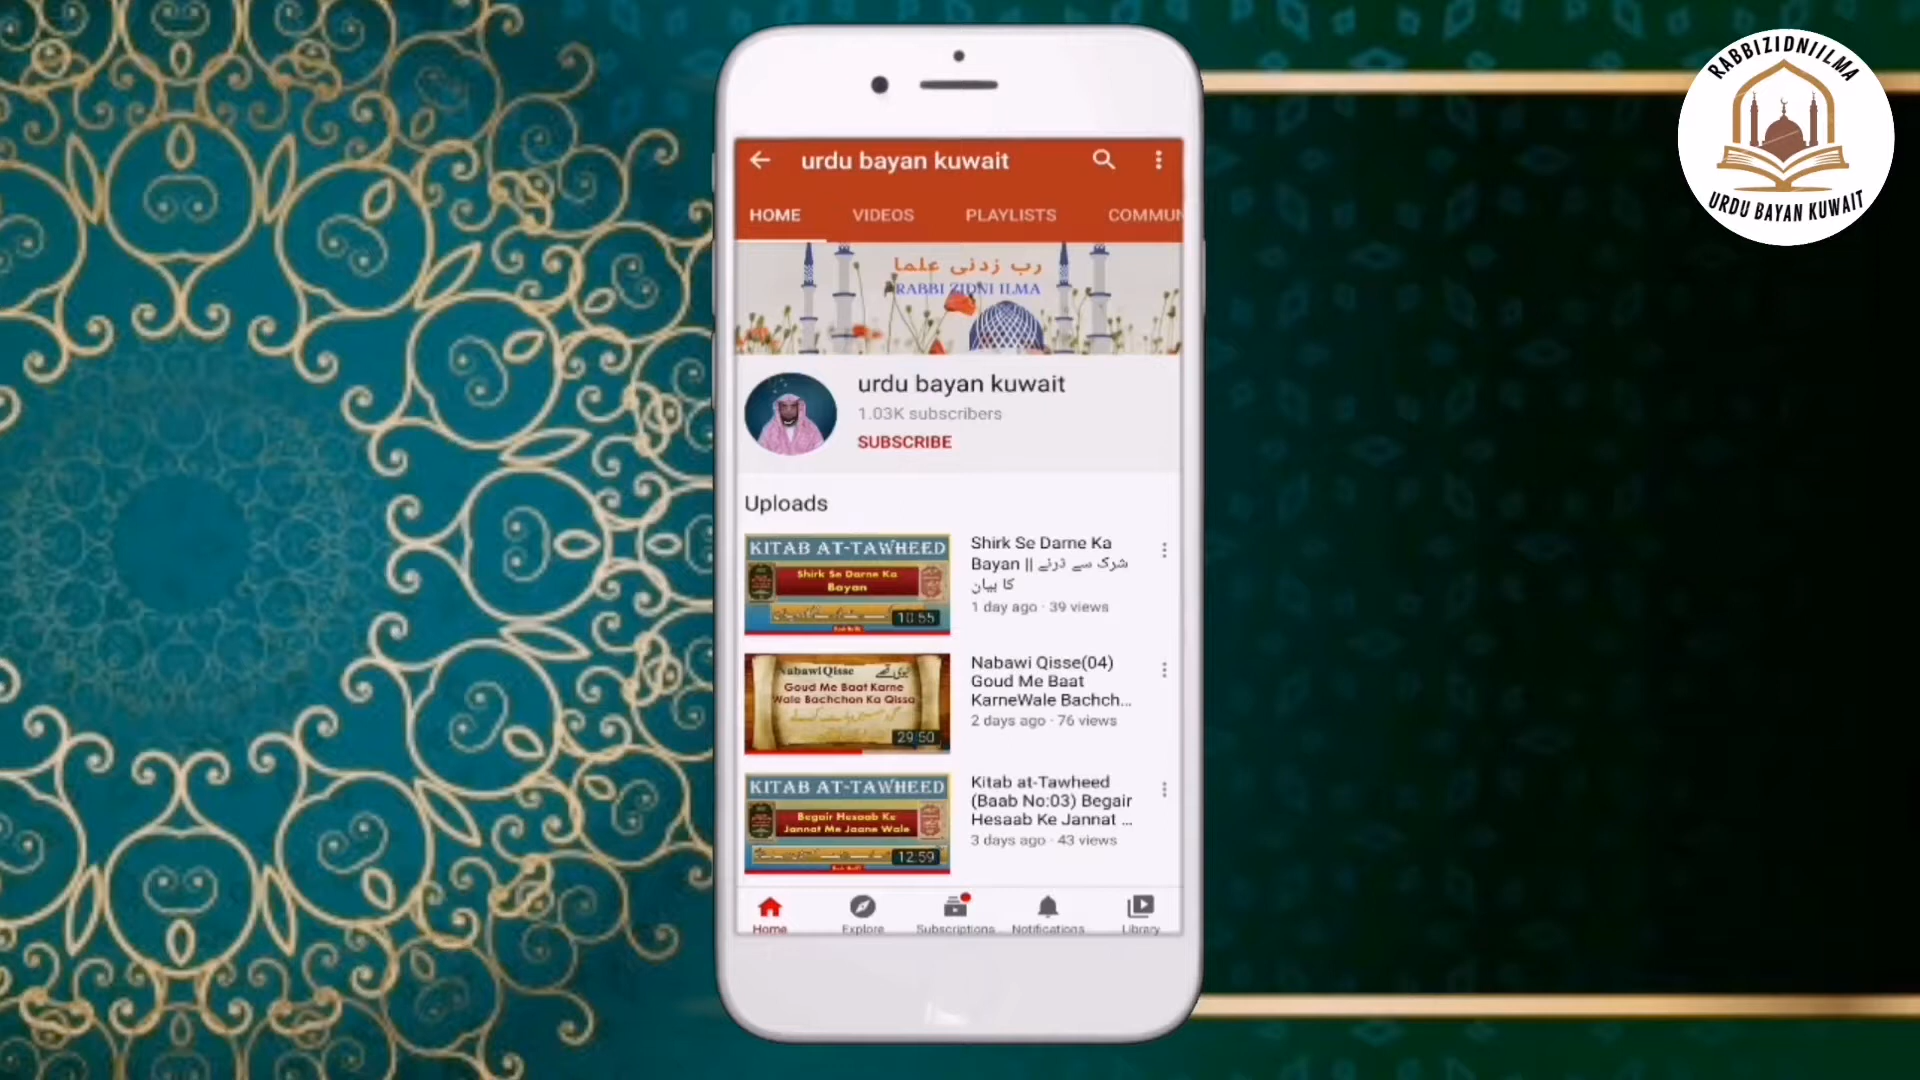 RABBIZIDNIILMA
URDU BAYAN KUWAIT
urdu bayan kuwait
HOME VIDEOS PLAYLISTS COMMUN
رب زدنی علما
RABBI ZIDNI ILMA
urdu bayan kuwait
1.03K subscribers
SUBSCRIBE
Uploads
KITAB AT-TAWHEED
Shirk Se Darne Ka
Bayan
10:55
Shirk Se Darne Ka
Bayan || شرک سے ڈرنے
کا بیان
1 day ago · 39 views
Nabawi Qisse نبوی قصے
Goud Me Baat Karne
Wale Bachchon Ka Qissa
29:50
Nabawi Qisse(04)
Goud Me Baat
KarneWale Bachch...
2 days ago · 76 views
KITAB AT-TAWHEED
Begair Hesaab Ke
Jannat Me Jaane Wale
12:59
Kitab at-Tawheed
(Baab No:03) Begair
Hesaab Ke Jannat ...
3 days ago · 43 views
Home Explore Subscriptions Notifications Library